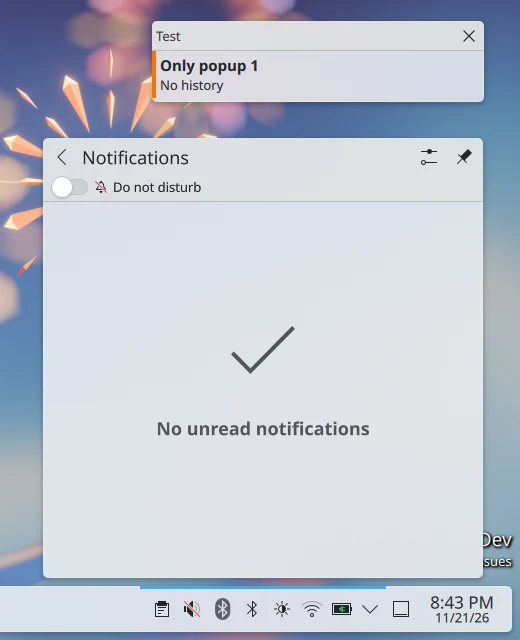 Test
Only popup 1
No history
Notifications
Do not disturb
No unread notifications
Dev
sues
8:43 PM
11/21/26